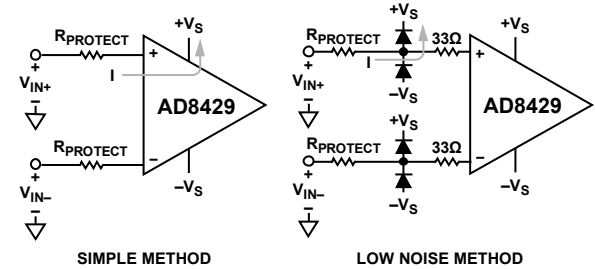 +VS
RPROTECT
+
+
VIN+
–
I
AD8429
RPROTECT
–
+
VIN–
–
–VS
SIMPLE METHOD
+VS
+VS
RPROTECT
33Ω
+
+
I
VIN+
–
–VS
AD8429
+VS
RPROTECT
33Ω
–
+
VIN–
–
–VS
–VS
LOW NOISE METHOD